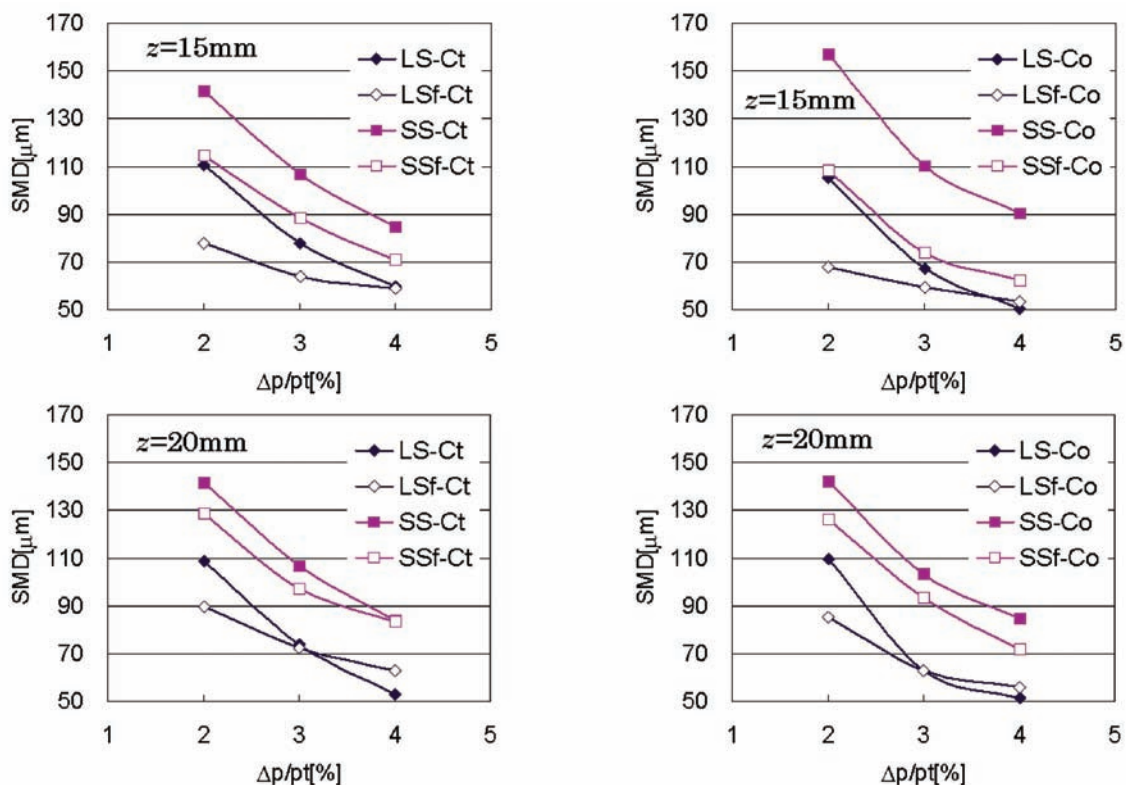 170
150
130
110
90
70
50
SMD[μm]
z=15mm
LS-Ct
LSf-Ct
SS-Ct
SSf-Ct
1 2 3 4 5
Δp/pt[%]
170
150
130
110
90
70
50
SMD[μm]
z=15mm
LS-Co
LSf-Co
SS-Co
SSf-Co
1 2 3 4 5
Δp/pt[%]
170
150
130
110
90
70
50
SMD[μm]
z=20mm
LS-Ct
LSf-Ct
SS-Ct
SSf-Ct
1 2 3 4 5
Δp/pt[%]
170
150
130
110
90
70
50
SMD[μm]
z=20mm
LS-Co
LSf-Co
SS-Co
SSf-Co
1 2 3 4 5
Δp/pt[%]